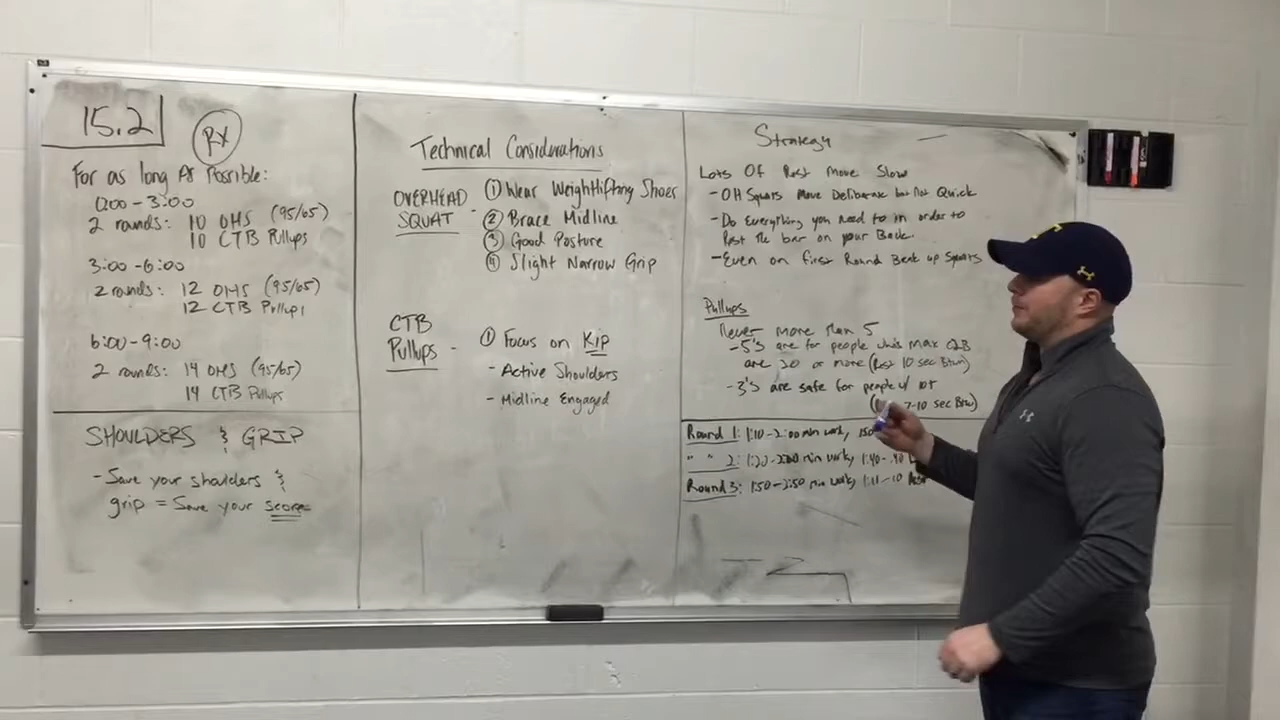 15.2
RX
For as long As Possible:
0:00-3:00
2 rounds: 10 OHS (95/65)
10 CTB Pullups
3:00-6:00
2 rounds: 12 OHS (95/65)
12 CTB Pullups
6:00-9:00
2 rounds: 14 OHS (95/65)
14 CTB Pullups
SHOULDERS & GRIP
-Save your shoulders &
grip = Save your score
Technical Considerations
OVERHEAD SQUAT -
① Wear Weightlifting Shoes
② Brace Midline
③ Good Posture
④ Slight Narrow Grip
CTB Pullups -
① Focus on Kip
- Active Shoulders
- Midline Engaged
Strategy
Lots Of Rest Move Slow
-OH Squats Move Deliberate but Not Quick
-Do Everything you need to in order to
Rest the bar on your Back.
-Even on first Round Beak up Squats
Pullups
Never more than 5
-5's are for people who's max C2B
are 20 or more (Rest 10 sec Btwn)
-3's are safe for people w/ 10+
7-10 sec Btw)
Round 1: 1:10-2:00 min work,
" " 2: 1:20-2:00 min work, 1:40-
Round 3: 1:50-2:50 min work, 1:11-10